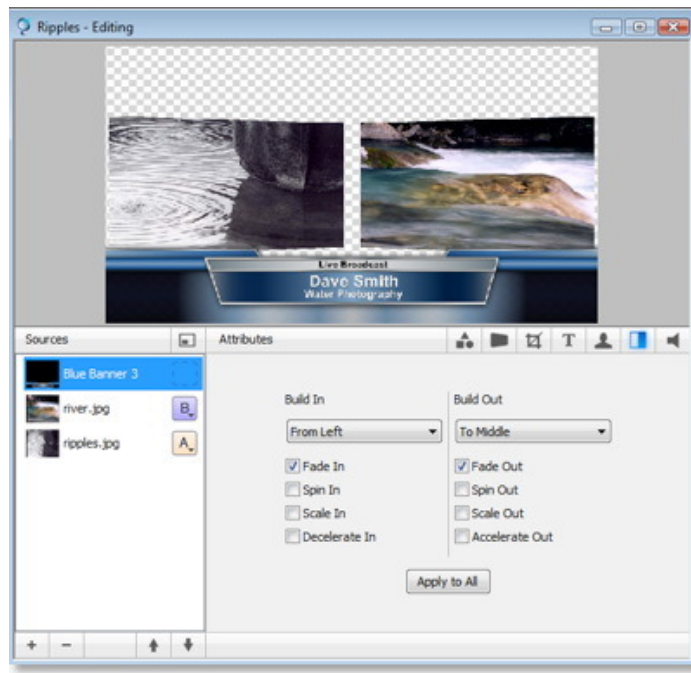 Ripples - Editing
Live Broadcast
Dave Smith
Water Photography
Sources
Attributes
T
Blue Banner 3
river.jpg
B
ripples.jpg
A
Build In
Build Out
From Left
To Middle
Fade In
Fade Out
Spin In
Spin Out
Scale In
Scale Out
Decelerate In
Accelerate Out
Apply to All